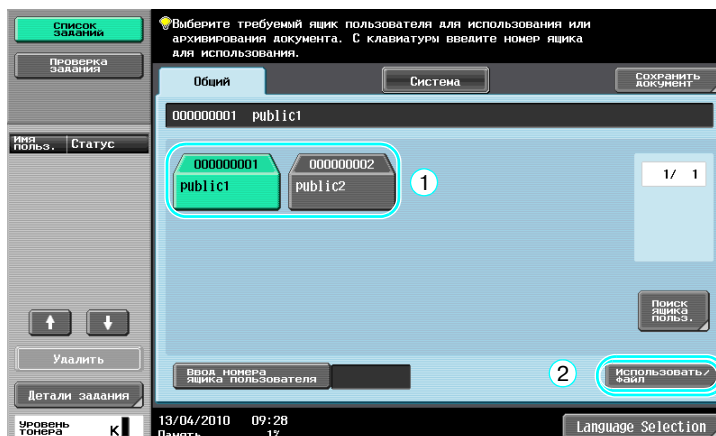 Список
заданий
Проверка
задания
Имя
польз.
Статус
Удалить
Детали задания
Уровень
тонера
K
Выберите требуемый ящик пользователя для использования или
архивирования документа. С клавиатуры введите номер ящика
для использования.
Общий
Система
Сохранить
документ
000000001 public1
000000001
public1
000000002
public2
1
1/ 1
Поиск
ящика
польз.
Ввод номера
ящика пользователя
2
Использовать/
файл
13/04/2010 09:28
Память 1%
Language Selection